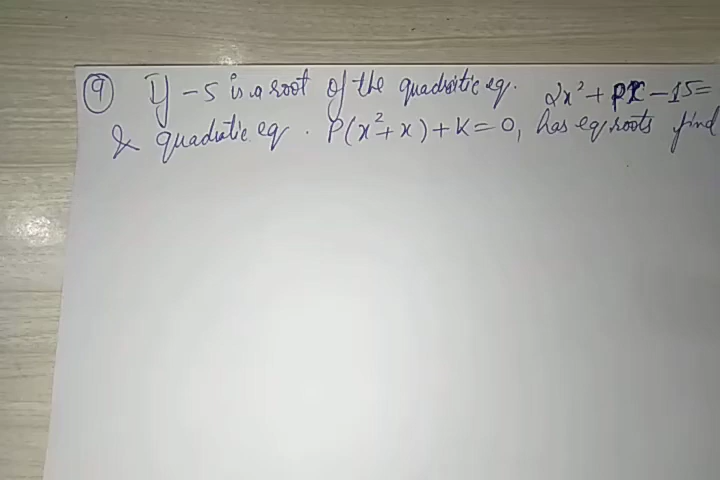 9 If -5 is a root of the quadratic eq. 2x² + px - 15 =
& quadratic eq. P(x² + x) + K = 0, has eq roots find